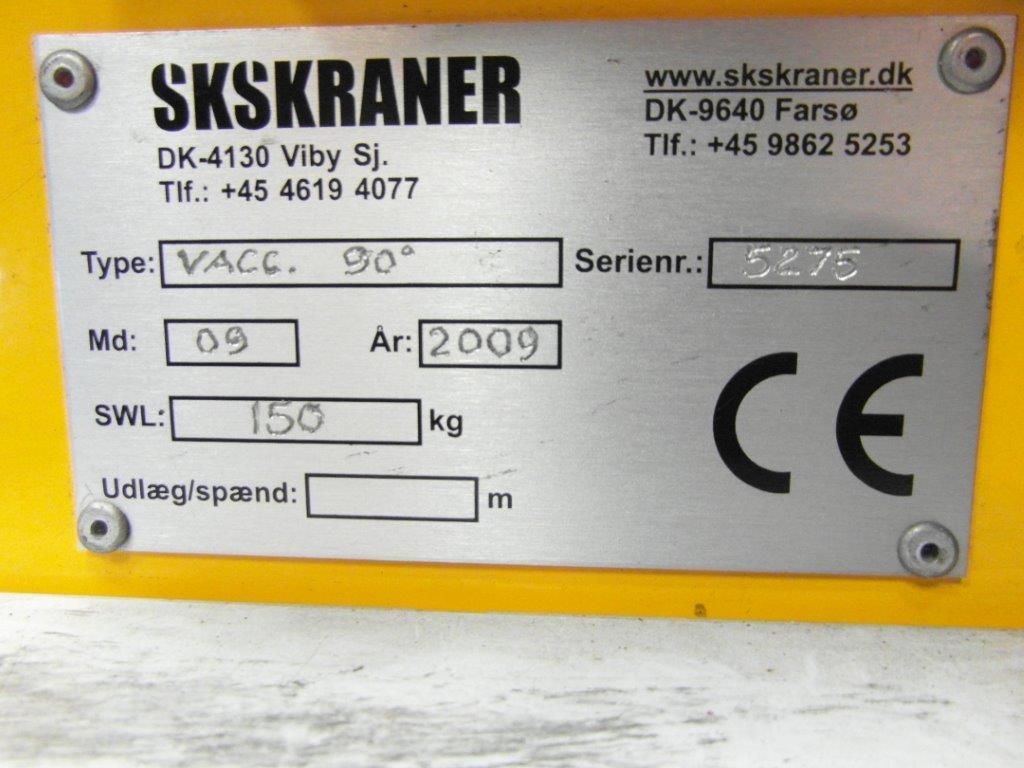 SKSKRANER
DK-4130 Viby Sj.
Tlf.: +45 4619 4077
www.skskraner.dk
DK-9640 Farsø
Tlf.: +45 9862 5253
Type: VACC. 90° Serienr.: 5275
Md: 09 År: 2009
SWL: 150 kg
Udlæg/spænd: m
CE